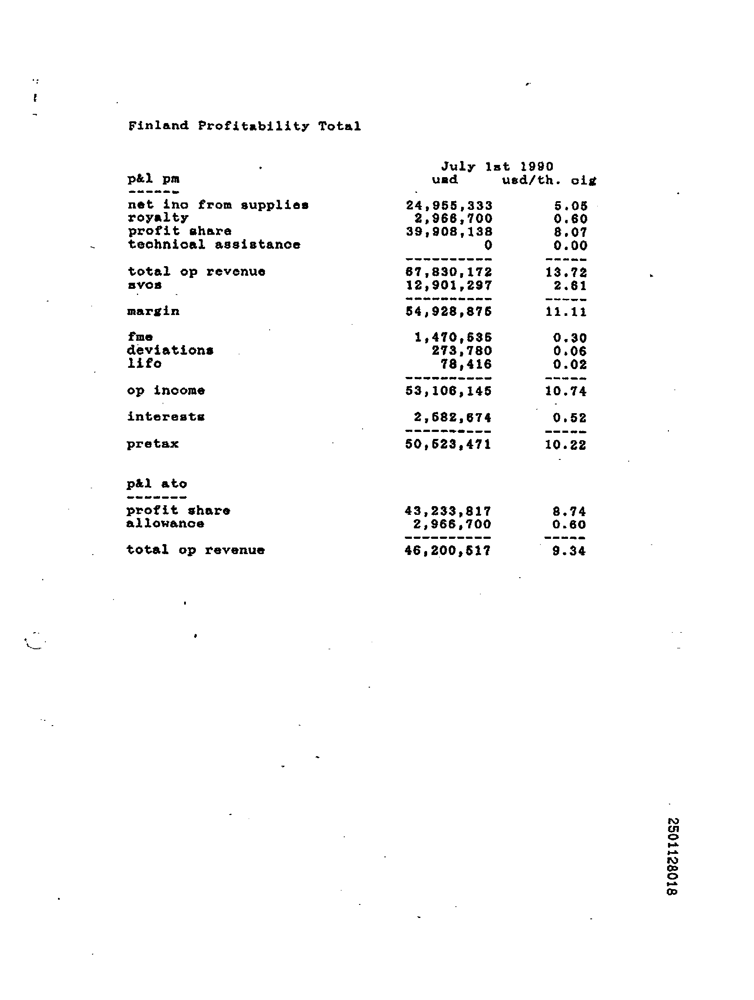 Finland Profitability Total
July 1st 1990
p&l pm usd usd/th. cig
------
net inc from supplies 24,955,333 5.05
royalty 2,966,700 0.60
profit share 39,908,138 8.07
technical assistance 0 0.00
---------- -----
total op revenue 67,830,172 13.72
svos 12,901,297 2.61
---------- -----
margin 54,928,875 11.11
fme 1,470,535 0.30
deviations 273,780 0.06
lifo 78,416 0.02
---------- -----
op income 53,106,145 10.74
interests 2,582,674 0.52
---------- -----
pretax 50,523,471 10.22
p&l ato
-------
profit share 43,233,817 8.74
allowance 2,966,700 0.60
---------- -----
total op revenue 46,200,517 9.34
2501128018